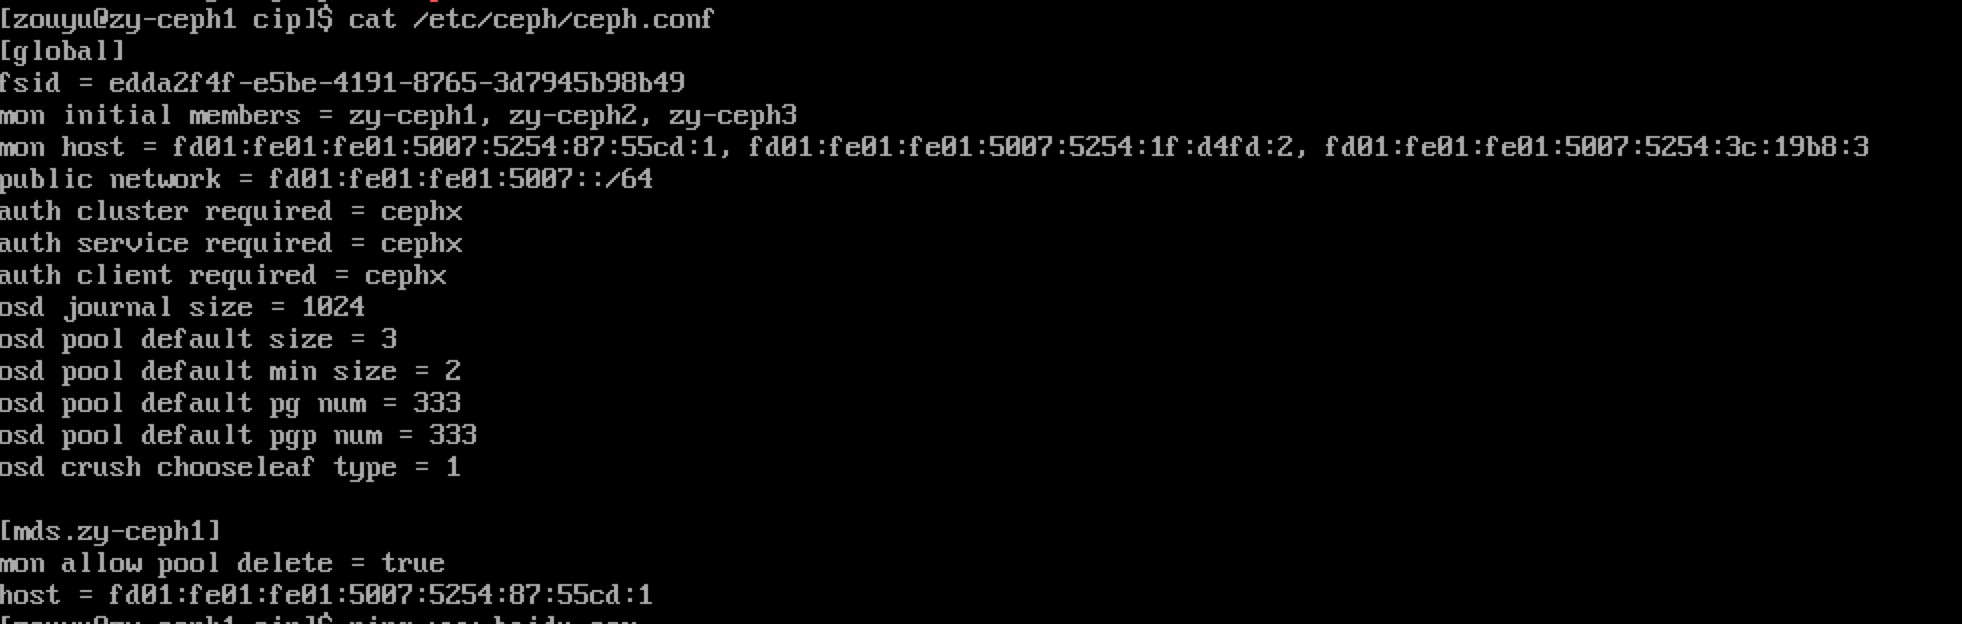 [zouyu@zy-ceph1 cip]$ cat /etc/ceph/ceph.conf
[global]
fsid = edda2f4f-e5be-4191-8765-3d7945b98b49
mon initial members = zy-ceph1, zy-ceph2, zy-ceph3
mon host = fd01:fe01:fe01:5007:5254:87:55cd:1, fd01:fe01:fe01:5007:5254:1f:d4fd:2, fd01:fe01:fe01:5007:5254:3c:19b8:3
public network = fd01:fe01:fe01:5007::/64
auth cluster required = cephx
auth service required = cephx
auth client required = cephx
osd journal size = 1024
osd pool default size = 3
osd pool default min size = 2
osd pool default pg num = 333
osd pool default pgp num = 333
osd crush chooseleaf type = 1
[mds.zy-ceph1]
mon allow pool delete = true
host = fd01:fe01:fe01:5007:5254:87:55cd:1
[zouyu@zy-ceph1 cip]$